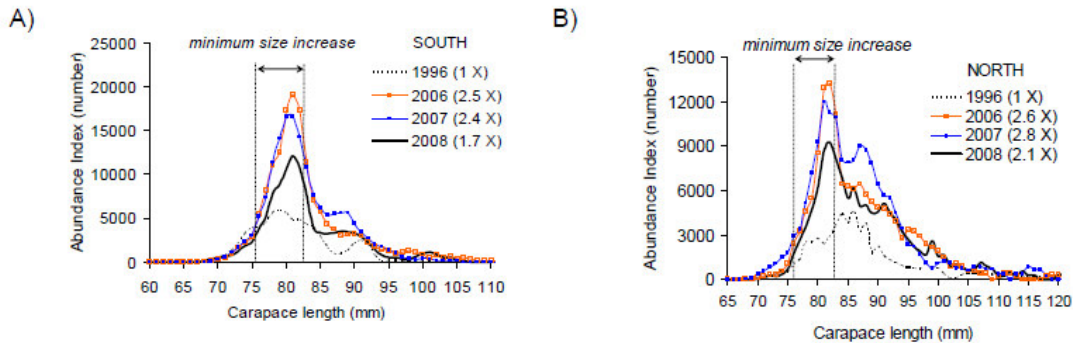 A)
minimum size increase
SOUTH
1996 (1 X)
2006 (2.5 X)
2007 (2.4 X)
2008 (1.7 X)
Abundance Index (number)
25000
20000
15000
10000
5000
0
60 65 70 75 80 85 90 95 100 105 110
Carapace length (mm)
B)
minimum size increase
NORTH
1996 (1 X)
2006 (2.6 X)
2007 (2.8 X)
2008 (2.1 X)
Abundance Index (number)
15000
12000
9000
6000
3000
0
65 70 75 80 85 90 95 100 105 110 115 120
Carapace length (mm)